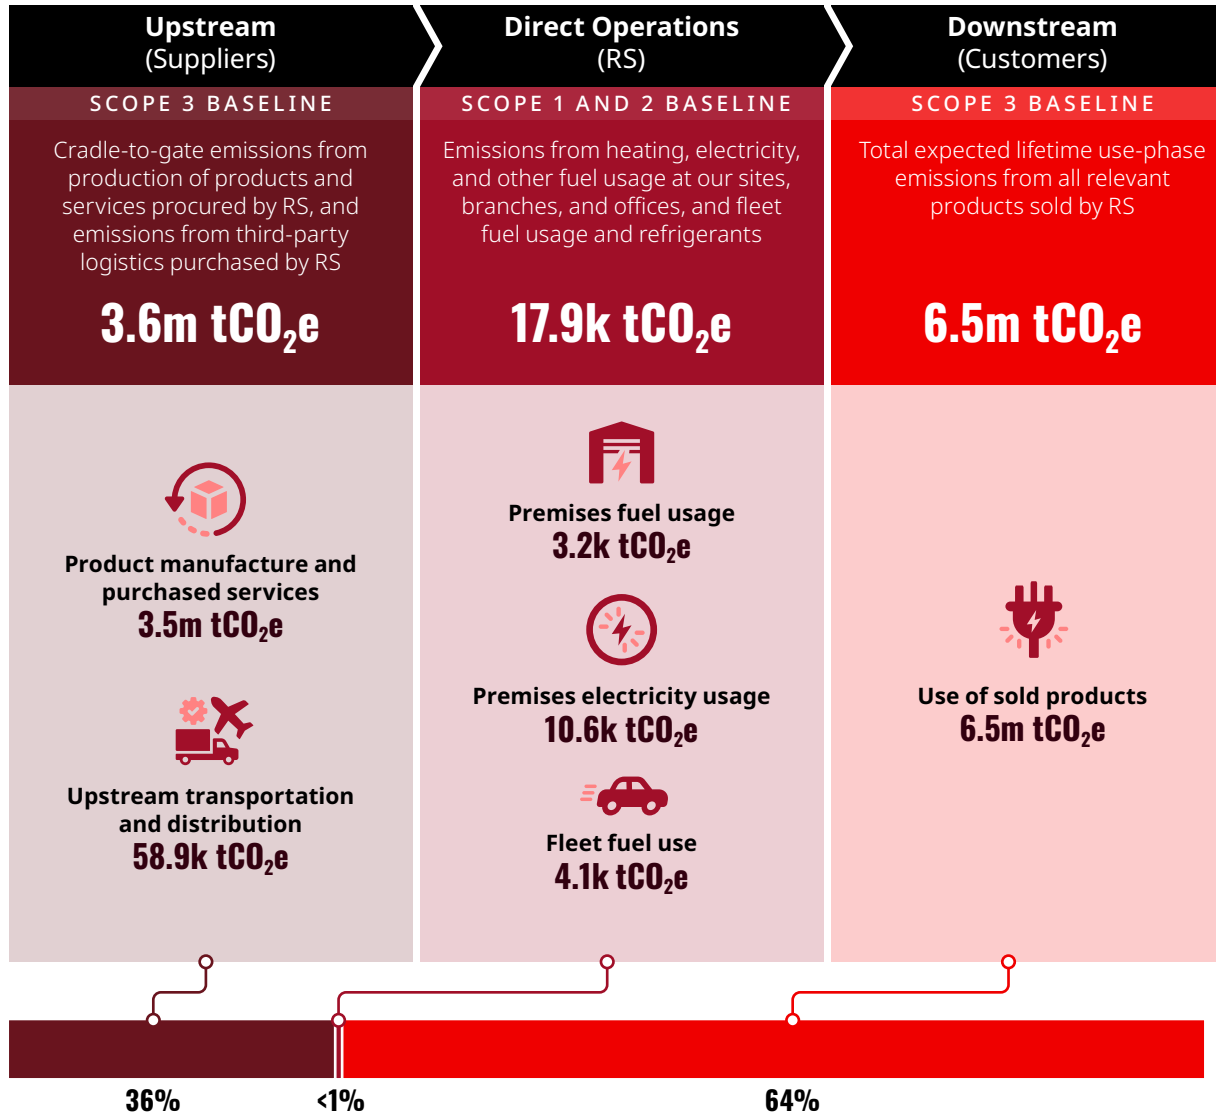 Upstream
(Suppliers)
SCOPE 3 BASELINE
Cradle-to-gate emissions from
production of products and
services procured by RS, and
emissions from third-party
logistics purchased by RS
3.6m tCO₂e
Product manufacture and
purchased services
3.5m tCO₂e
Upstream transportation
and distribution
58.9k tCO₂e
Direct Operations
(RS)
SCOPE 1 AND 2 BASELINE
Emissions from heating, electricity,
and other fuel usage at our sites,
branches, and offices, and fleet
fuel usage and refrigerants
17.9k tCO₂e
Premises fuel usage
3.2k tCO₂e
Premises electricity usage
10.6k tCO₂e
Fleet fuel use
4.1k tCO₂e
Downstream
(Customers)
SCOPE 3 BASELINE
Total expected lifetime use-phase
emissions from all relevant
products sold by RS
6.5m tCO₂e
Use of sold products
6.5m tCO₂e
36%
<1%
64%